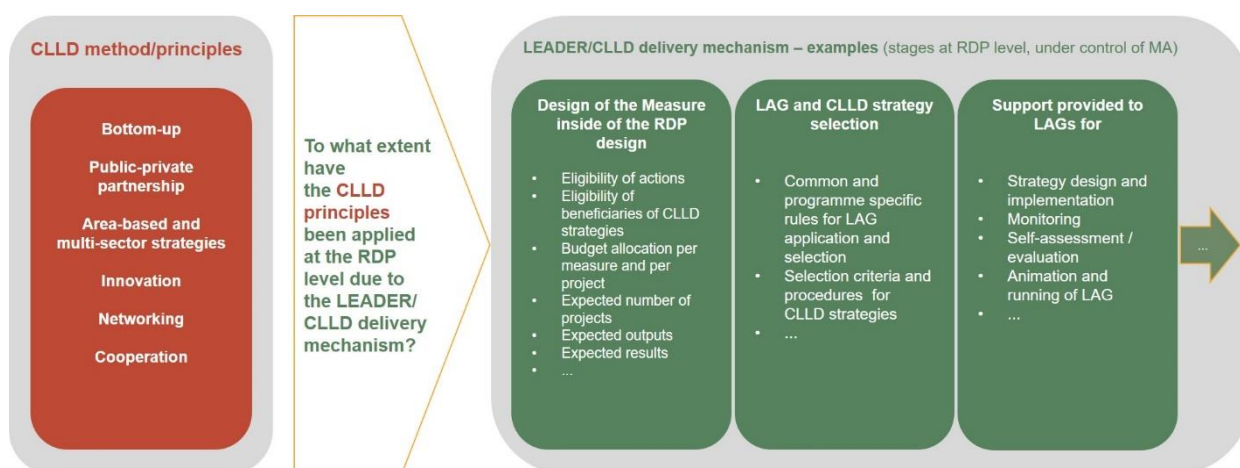 CLLD method/principles
Bottom-up
Public-private
partnership
Area-based and
multi-sector strategies
Innovation
Networking
Cooperation
To what extent
have
the CLLD
principles
been applied
at the RDP
level due to
the LEADER/
CLLD delivery
mechanism?
LEADER/CLLD delivery mechanism – examples (stages at RDP level, under control of MA)
Design of the Measure
inside of the RDP
design
• Eligibility of actions
• Eligibility of
beneficiaries of CLLD
strategies
• Budget allocation per
measure and per
project
• Expected number of
projects
• Expected outputs
• Expected results
• ...
LAG and CLLD strategy
selection
• Common and
programme specific
rules for LAG
application and
selection
• Selection criteria and
procedures for
CLLD strategies
• ...
Support provided to
LAGs for
• Strategy design and
implementation
• Monitoring
• Self-assessment /
evaluation
• Animation and
running of LAG
• ...
...